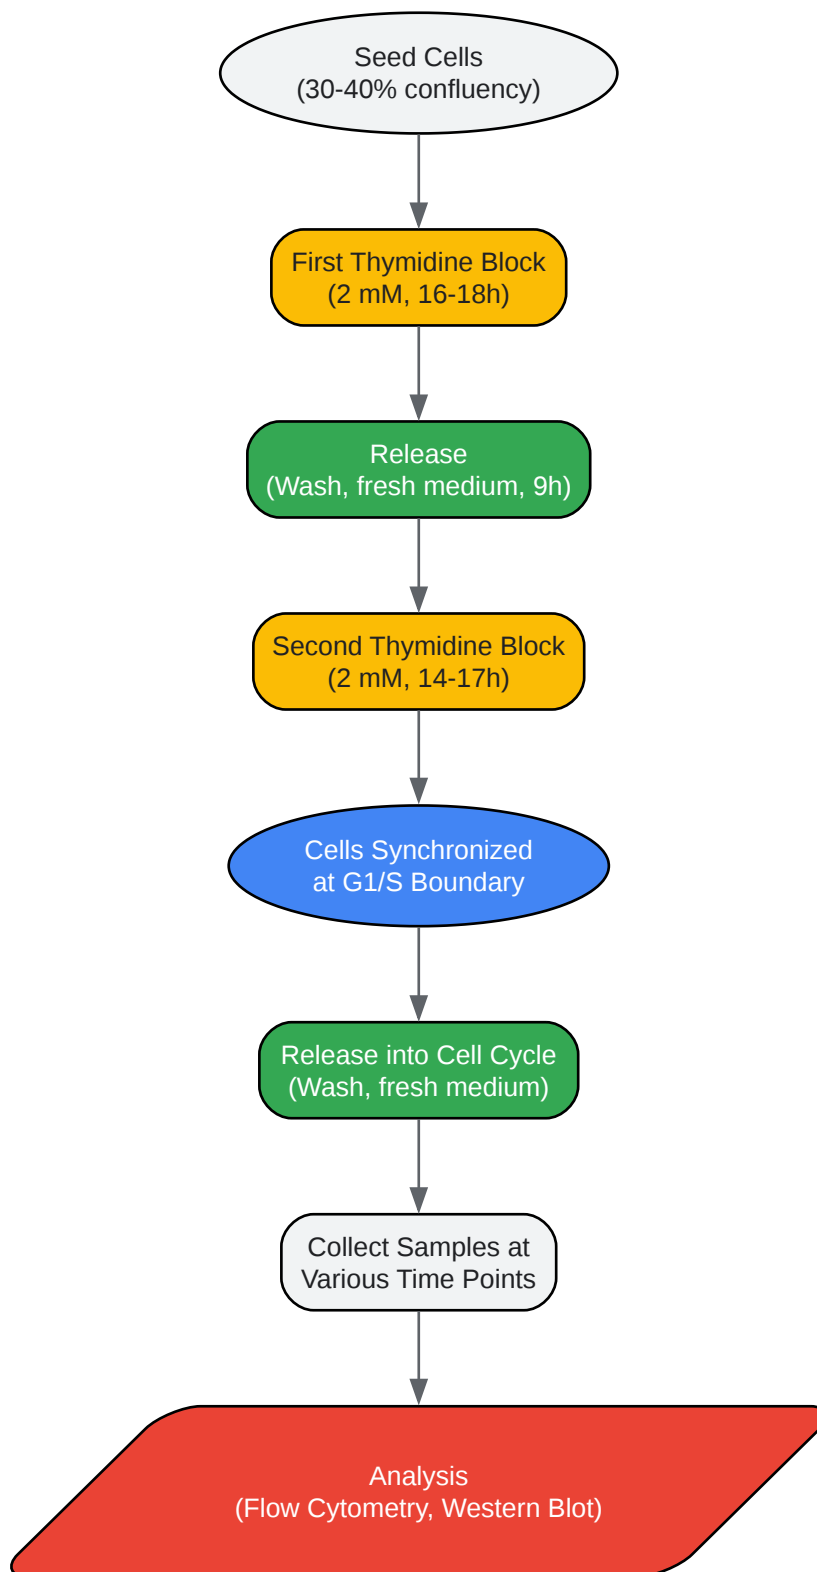 Seed Cells
(30-40% confluency)
First Thymidine Block
(2 mM, 16-18h)
Release
(Wash, fresh medium, 9h)
Second Thymidine Block
(2 mM, 14-17h)
Cells Synchronized
at G1/S Boundary
Release into Cell Cycle
(Wash, fresh medium)
Collect Samples at
Various Time Points
Analysis
(Flow Cytometry, Western Blot)